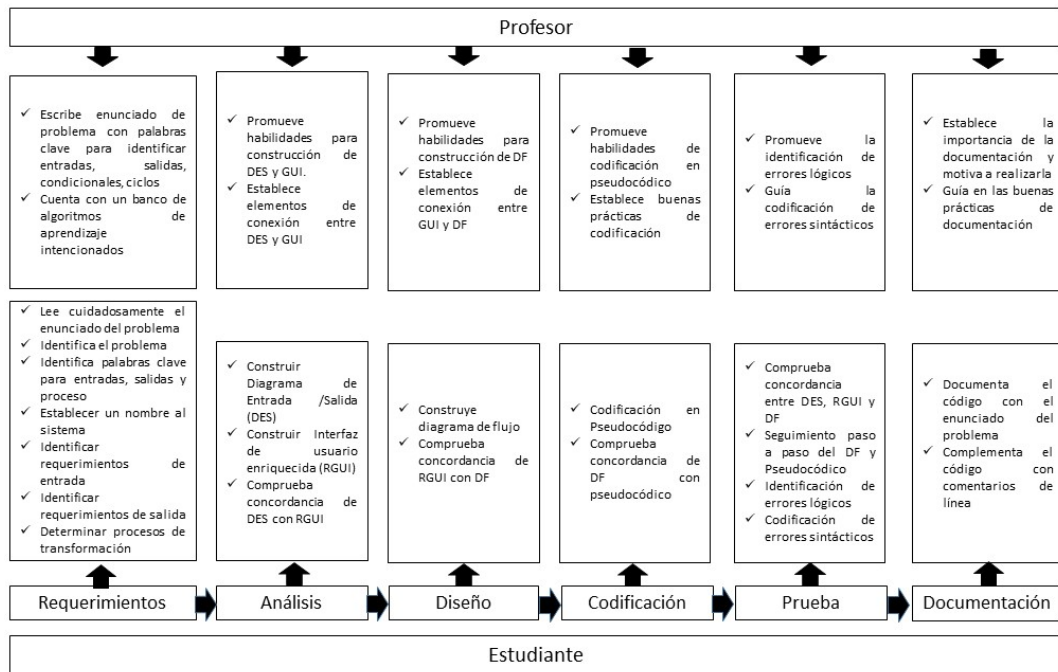 Profesor
✓ Escribe enunciado de
problema con palabras
clave para identificar
entradas, salidas,
condicionales, ciclos
✓ Cuenta con un banco de
algoritmos de
aprendizaje
intencionados
✓ Promueve
habilidades para
construcción de
DES y GUI.
✓ Establece
elementos de
conexión entre
DES y GUI
✓ Promueve
habilidades para
construcción de DF
✓ Establece
elementos de
conexión entre
GUI y DF
✓ Promueve
habilidades de
codificación en
pseudocódico
✓ Establece buenas
prácticas de
codificación
✓ Promueve la
identificación de
errores lógicos
✓ Guía la
codificación de
errores sintácticos
✓ Establece la
importancia de la
documentación y
motiva a realizarla
✓ Guía en las buenas
prácticas de
documentación
✓ Lee cuidadosamente el
enunciado del problema
✓ Identifica el problema
✓ Identifica palabras clave
para entradas, salidas y
proceso
✓ Establecer un nombre al
sistema
✓ Identificar
requerimientos de
entrada
✓ Identificar
requerimientos de salida
✓ Determinar procesos de
transformación
✓ Construir
Diagrama de
Entrada /Salida
(DES)
✓ Construir Interfaz
de usuario
enriquecida (RGUI)
✓ Comprueba
concordancia de
DES con RGUI
✓ Construye
diagrama de flujo
✓ Comprueba
concordancia de
RGUI con DF
✓ Codificación en
Pseudocódigo
✓ Comprueba
concordancia de
DF con
pseudocódico
✓ Comprueba
concordancia
entre DES, RGUI y
DF
✓ Seguimiento paso
a paso del DF y
Pseudocódico
✓ Identificación de
errores lógicos
✓ Codificación de
errores sintácticos
✓ Documenta el
código con el
enunciado del
problema
✓ Complementa el
código con
comentarios de
línea
Requerimientos
Análisis
Diseño
Codificación
Prueba
Documentación
Estudiante